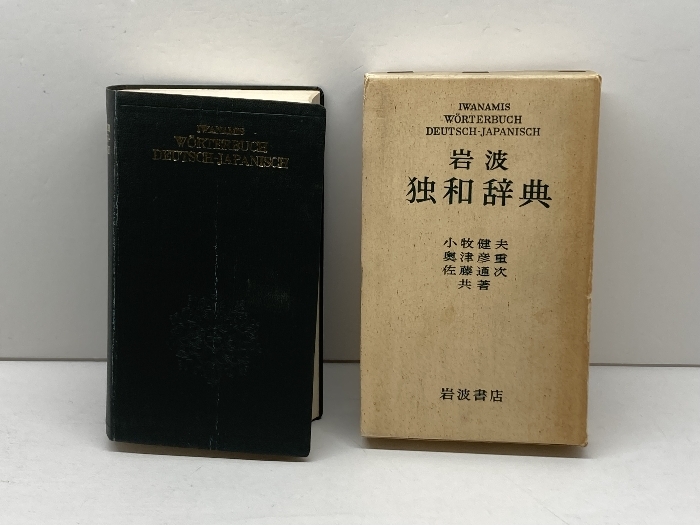 IWANAMIS
WÖRTERBUCH
DEUTSCH-JAPANISCH
IWANAMIS
WÖRTERBUCH
DEUTSCH-JAPANISCH
岩波
独和辞典
小牧健夫
奥津彦重
佐藤通次
共著
岩波書店